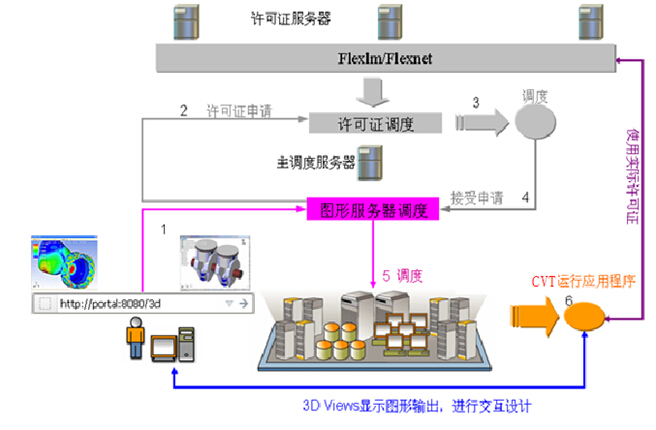 许可证服务器
Flexlm/Flexnet
2 许可证申请
3
调度
许可证调度
使用实际许可证
主调度服务器
接受申请 4
图形服务器调度
1
5 调度
CVT运行应用程序
6
http://portal:8080/3d
3D Views显示图形输出，进行交互设计